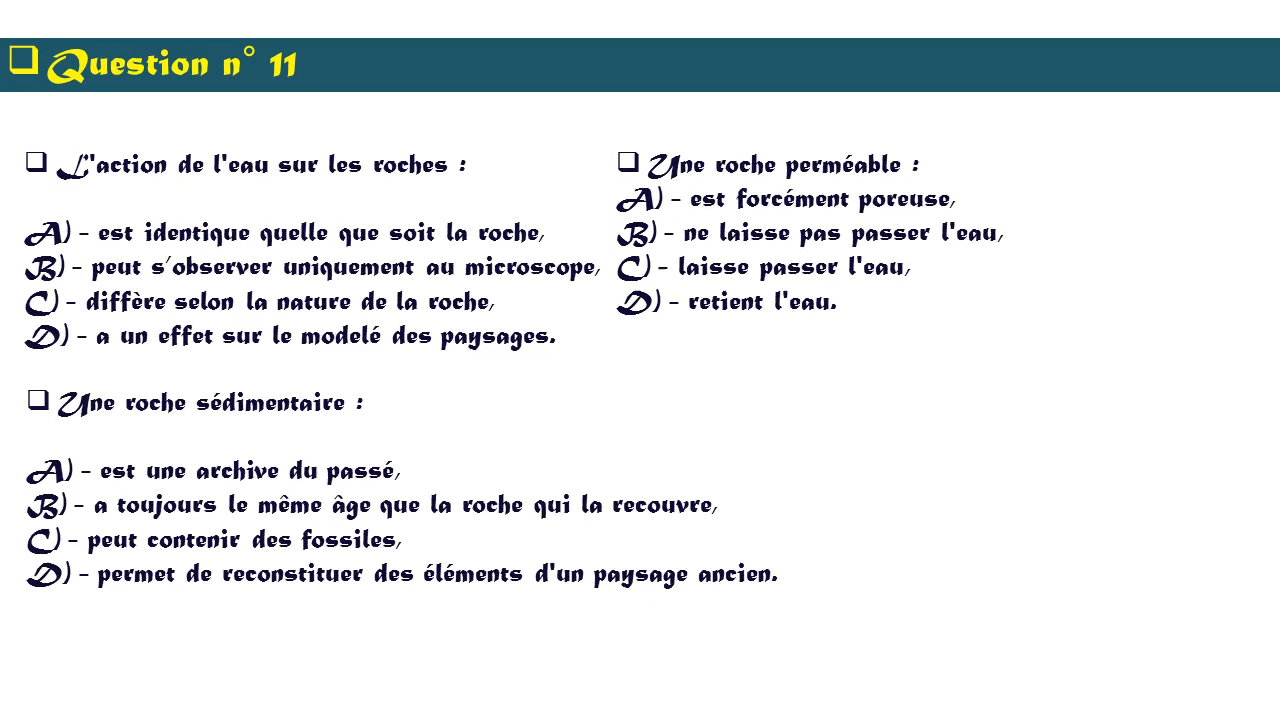 ❑ Question n° 11
❑ L'action de l'eau sur les roches :
A) - est identique quelle que soit la roche,
B) - peut s'observer uniquement au microscope,
C) - diffère selon la nature de la roche,
D) - a un effet sur le modelé des paysages.
❑ Une roche perméable :
A) - est forcément poreuse,
B) - ne laisse pas passer l'eau,
C) - laisse passer l'eau,
D) - retient l'eau.
❑ Une roche sédimentaire :
A) - est une archive du passé,
B) - a toujours le même âge que la roche qui la recouvre,
C) - peut contenir des fossiles,
D) - permet de reconstituer des éléments d'un paysage ancien.